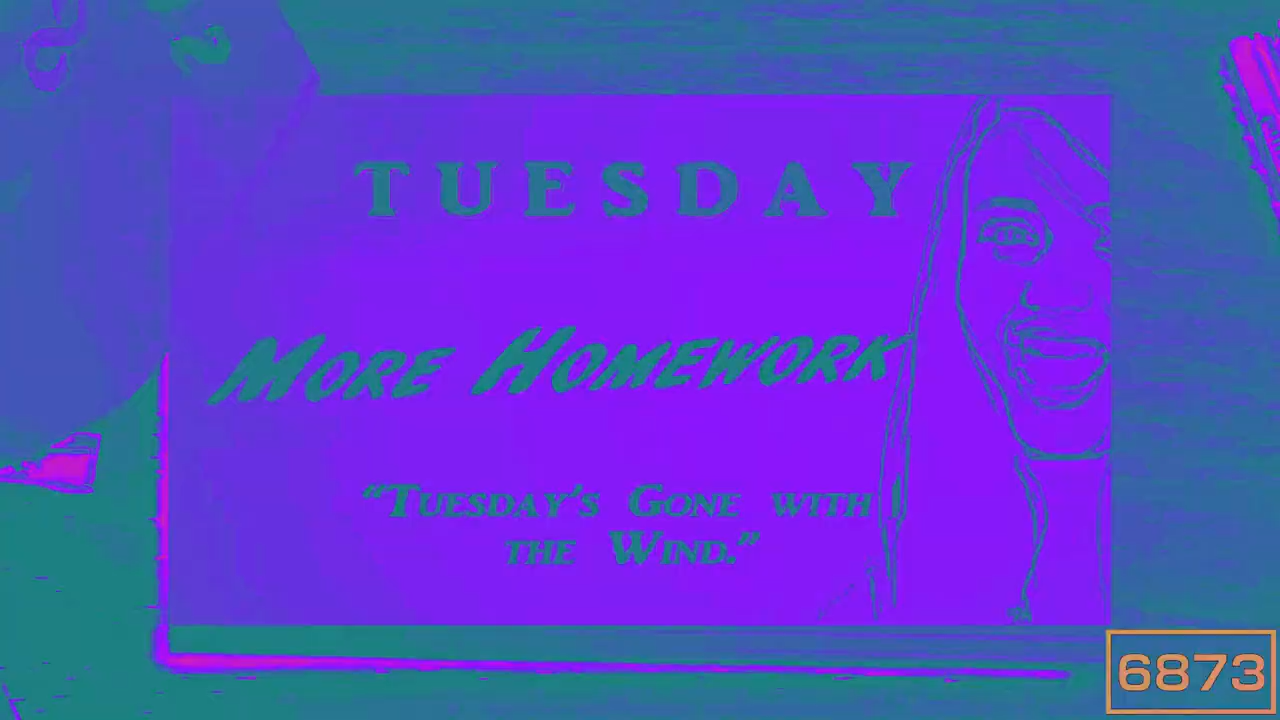 TUESDAY
MORE HOMEWORK
“TUESDAY'S GONE WITH
THE WIND.”
6873